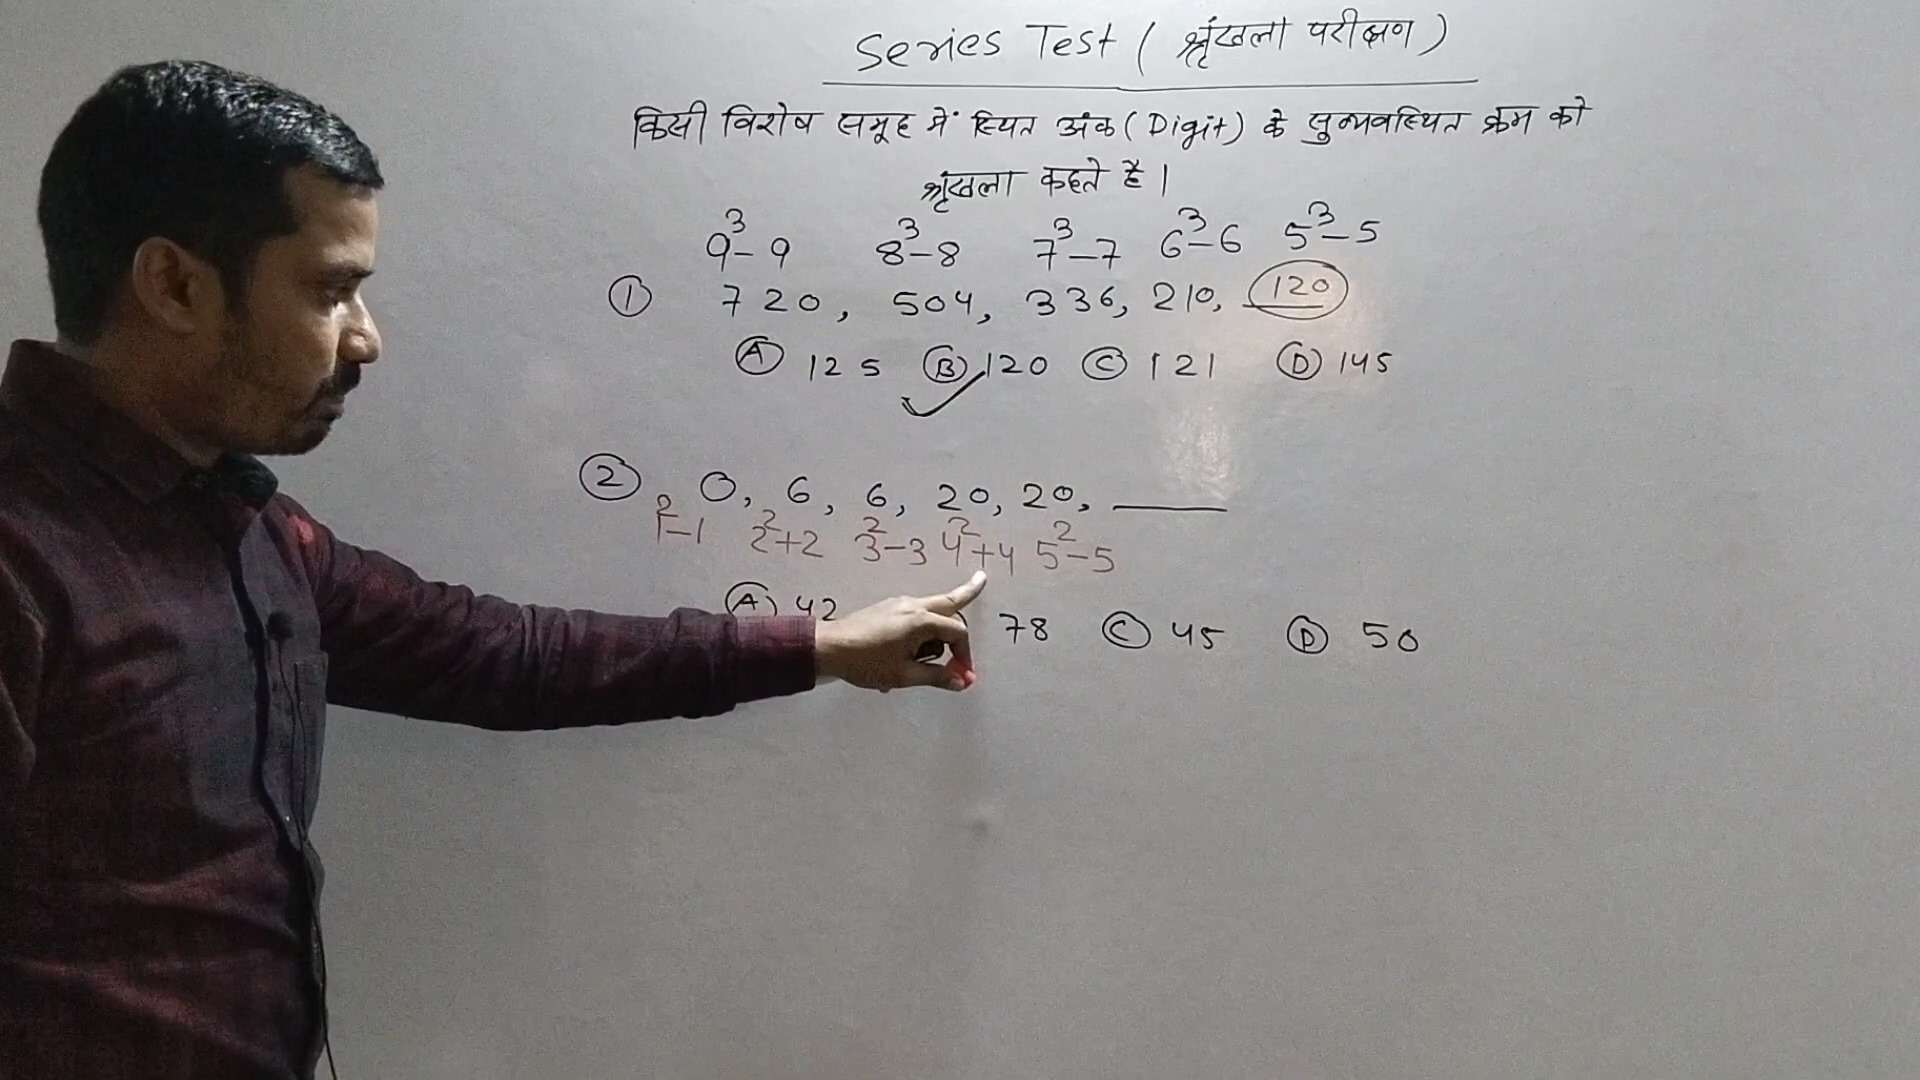 Series Test ( श्रृंखला परीक्षण )
किसी विशेष समूह में स्थित अंक ( Digit ) के सुव्यवस्थित क्रम को
श्रृंखला कहते है ।
9³-9 8³-8 7³-7 6³-6 5³-5
① 720, 504, 336, 210, 120
Ⓐ 125 Ⓑ 120 Ⓒ 121 Ⓓ 145
② 0, 6, 6, 20, 20, ____
1²-1 2²+2 3²-3 4²+4 5²-5
Ⓐ 42 78 Ⓒ 45 Ⓓ 50